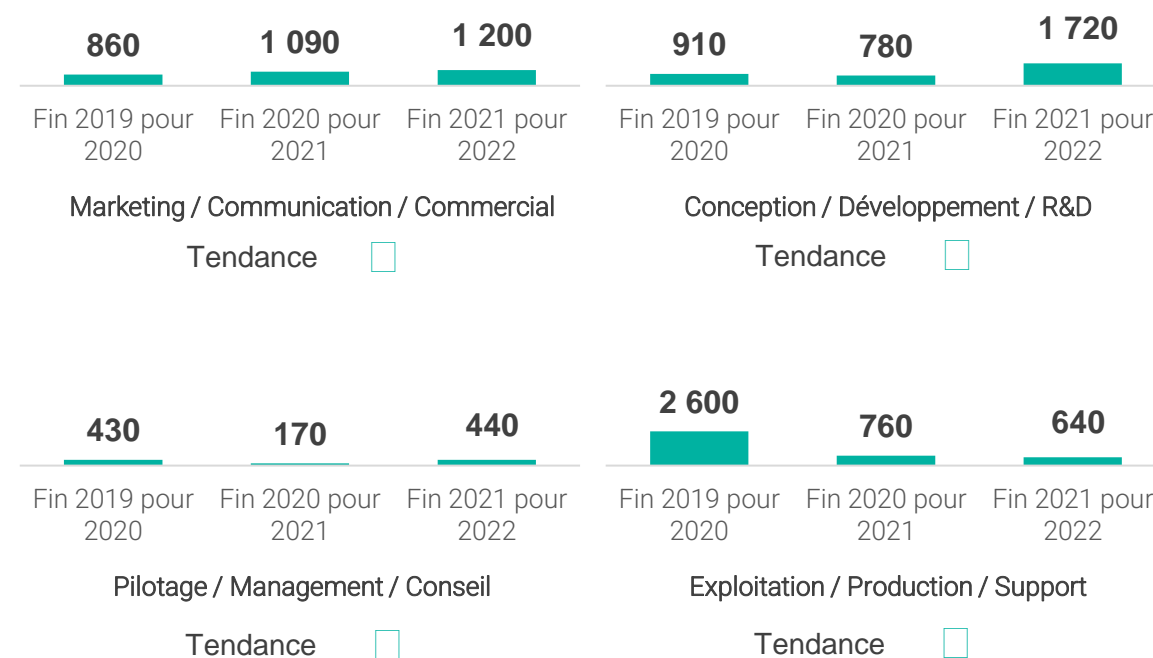 860
1 090
1 200
Fin 2019 pour 2020
Fin 2020 pour 2021
Fin 2021 pour 2022
Marketing / Communication / Commercial
Tendance
910
780
1 720
Fin 2019 pour 2020
Fin 2020 pour 2021
Fin 2021 pour 2022
Conception / Développement / R&D
Tendance
430
170
440
Fin 2019 pour 2020
Fin 2020 pour 2021
Fin 2021 pour 2022
Pilotage / Management / Conseil
Tendance
2 600
760
640
Fin 2019 pour 2020
Fin 2020 pour 2021
Fin 2021 pour 2022
Exploitation / Production / Support
Tendance